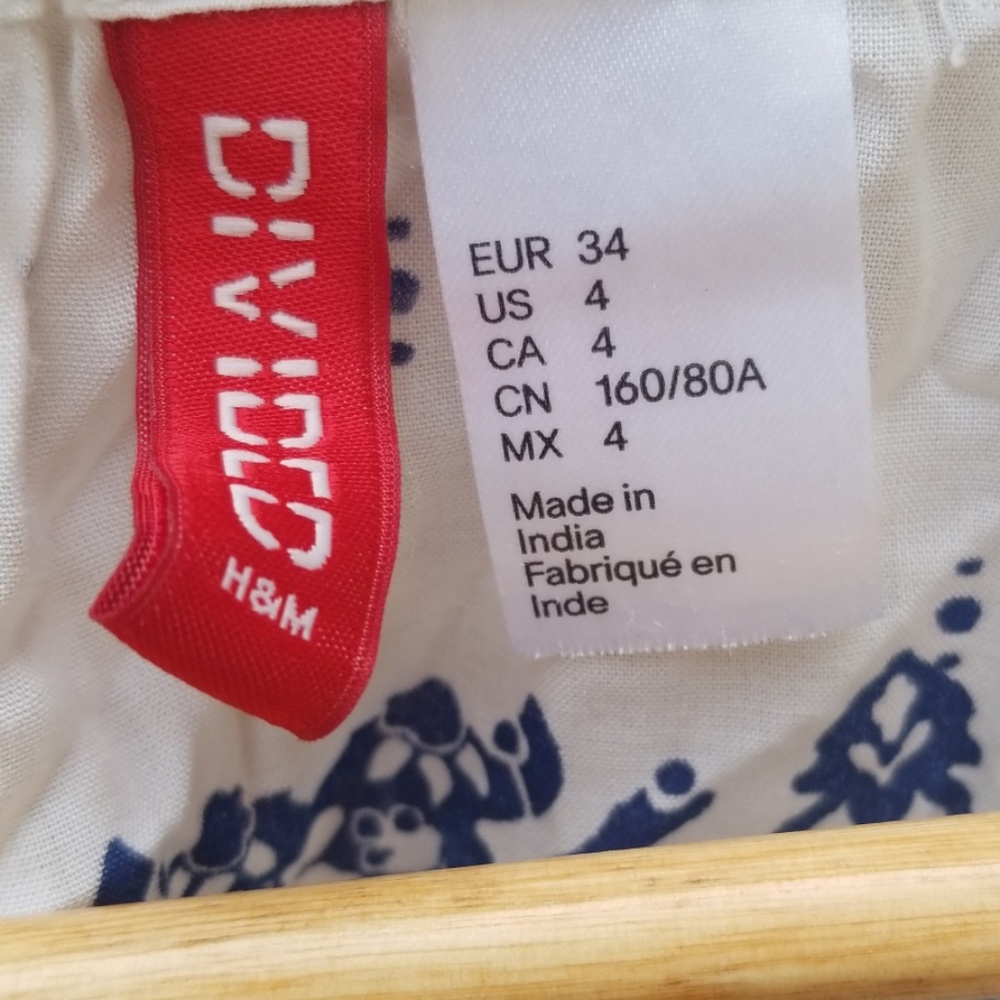 DIVIDED
H&M
EUR 34
US 4
CA 4
CN 160/80A
MX 4
Made in
India
Fabriqué en
Inde